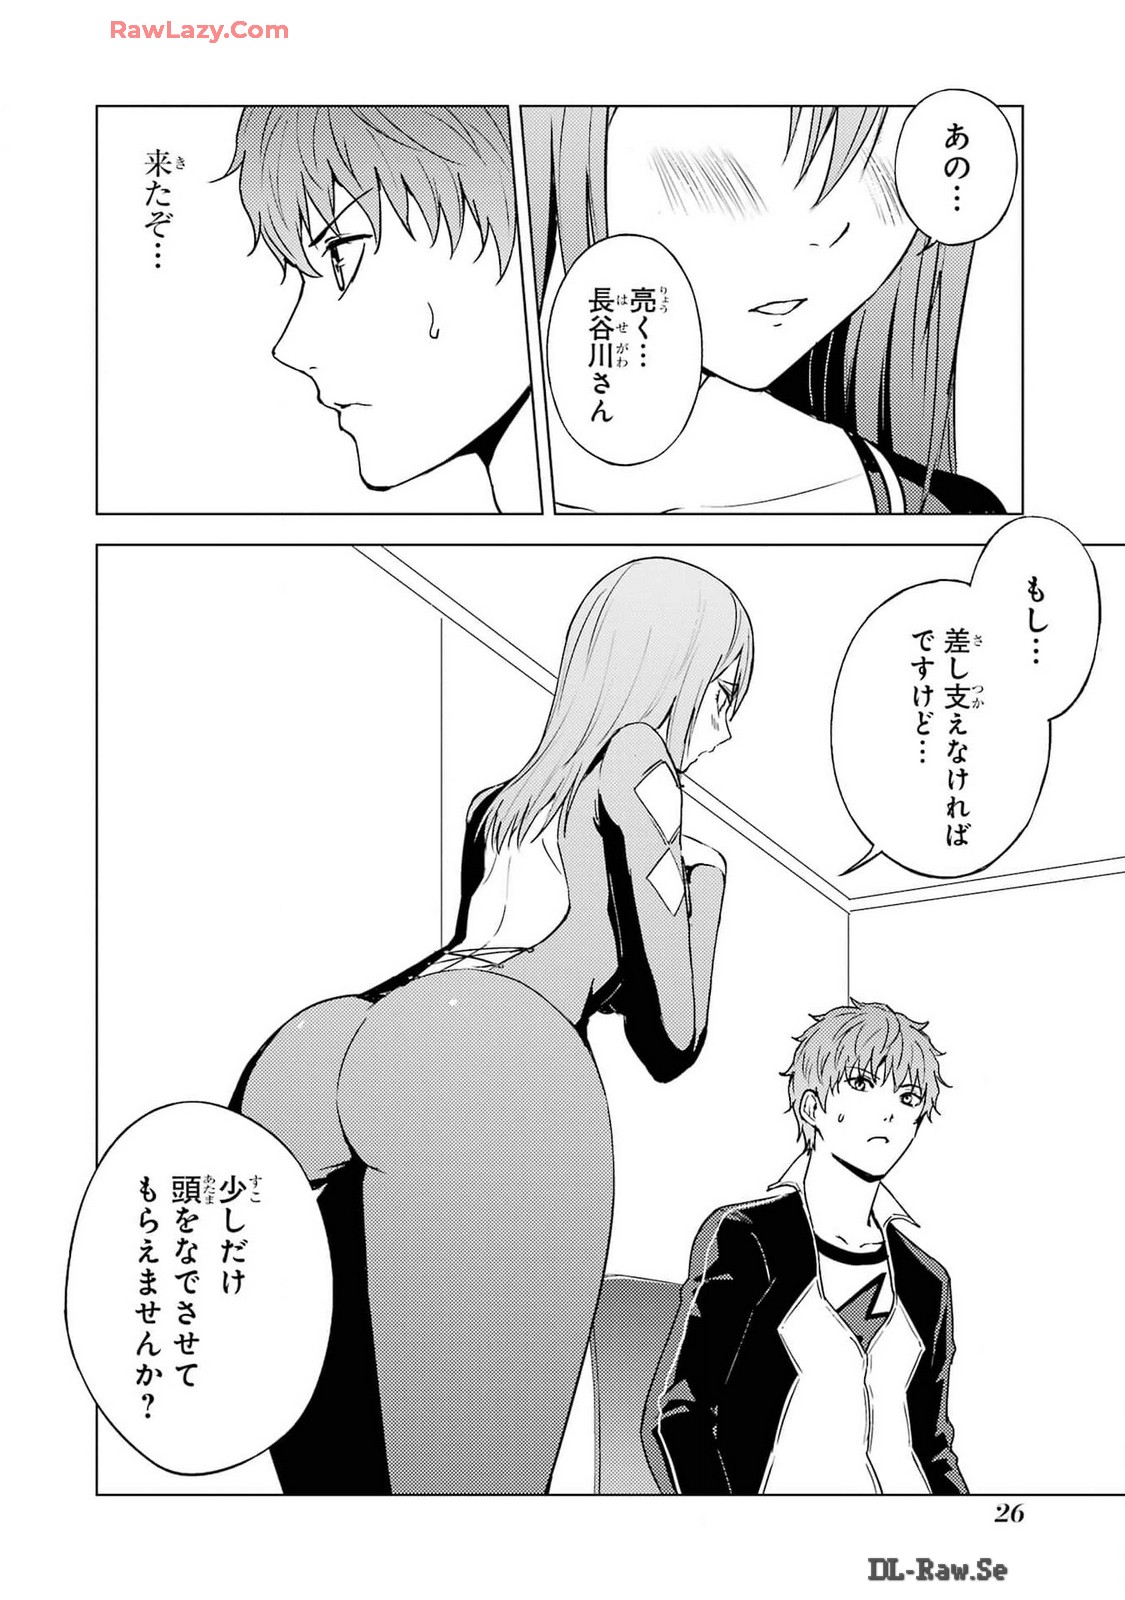 RawLazy.Com
あの…
亮く…
長谷川さん
来たぞ…
もし…
差し支えなければ
ですけど…
少しだけ
頭をなでさせて
もらえませんか？
26
DL-Raw.Se